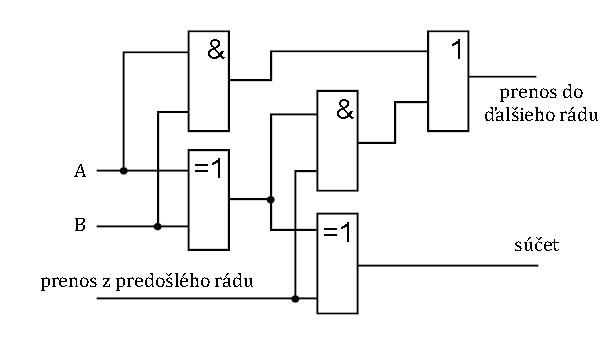 &
1
prenos do
ďalšieho rádu
&
A
=1
B
=1
súčet
prenos z predošlého rádu